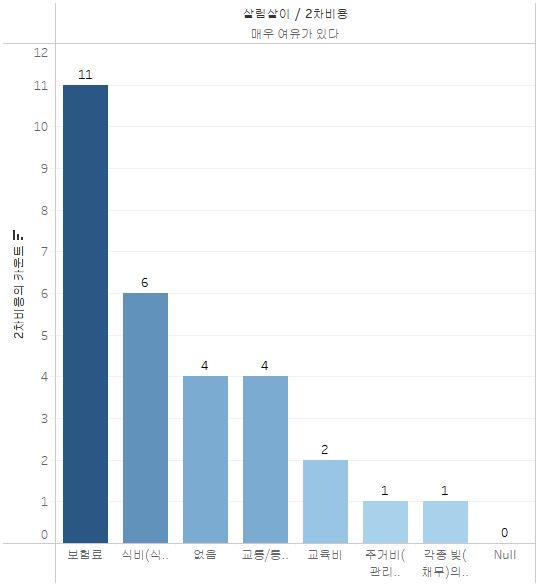 살림살이 / 2차비용
매우 여유가 있다
12
11
10
9
8
7
6
5
4
3
2
1
0
2차비용의 카운트
11
6
4
4
2
1
1
0
보험료
식비(식..
없음
교통/통..
교육비
주거비(
관리..
각종 빚(
채무)의..
Null